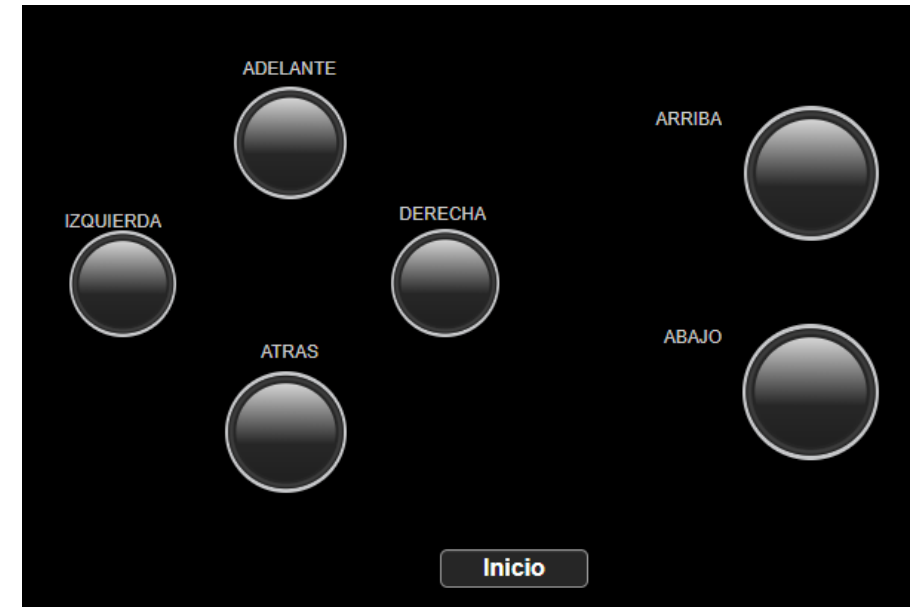 ADELANTE
ARRIBA
IZQUIERDA
DERECHA
ABAJO
ATRAS
Inicio